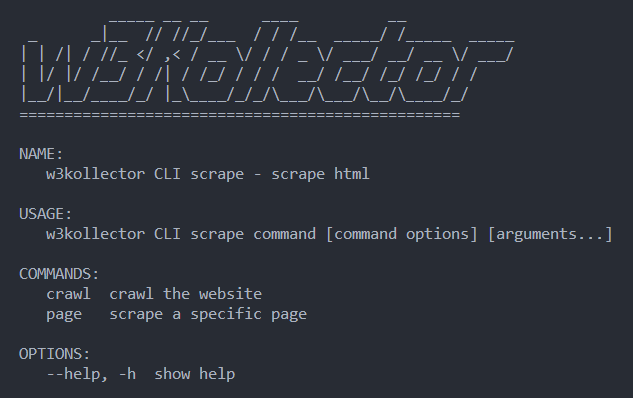 w3kollector
===============================================
NAME:
w3kollector CLI scrape - scrape html
USAGE:
w3kollector CLI scrape command [command options] [arguments...]
COMMANDS:
crawl  crawl the website
page   scrape a specific page
OPTIONS:
--help, -h  show help